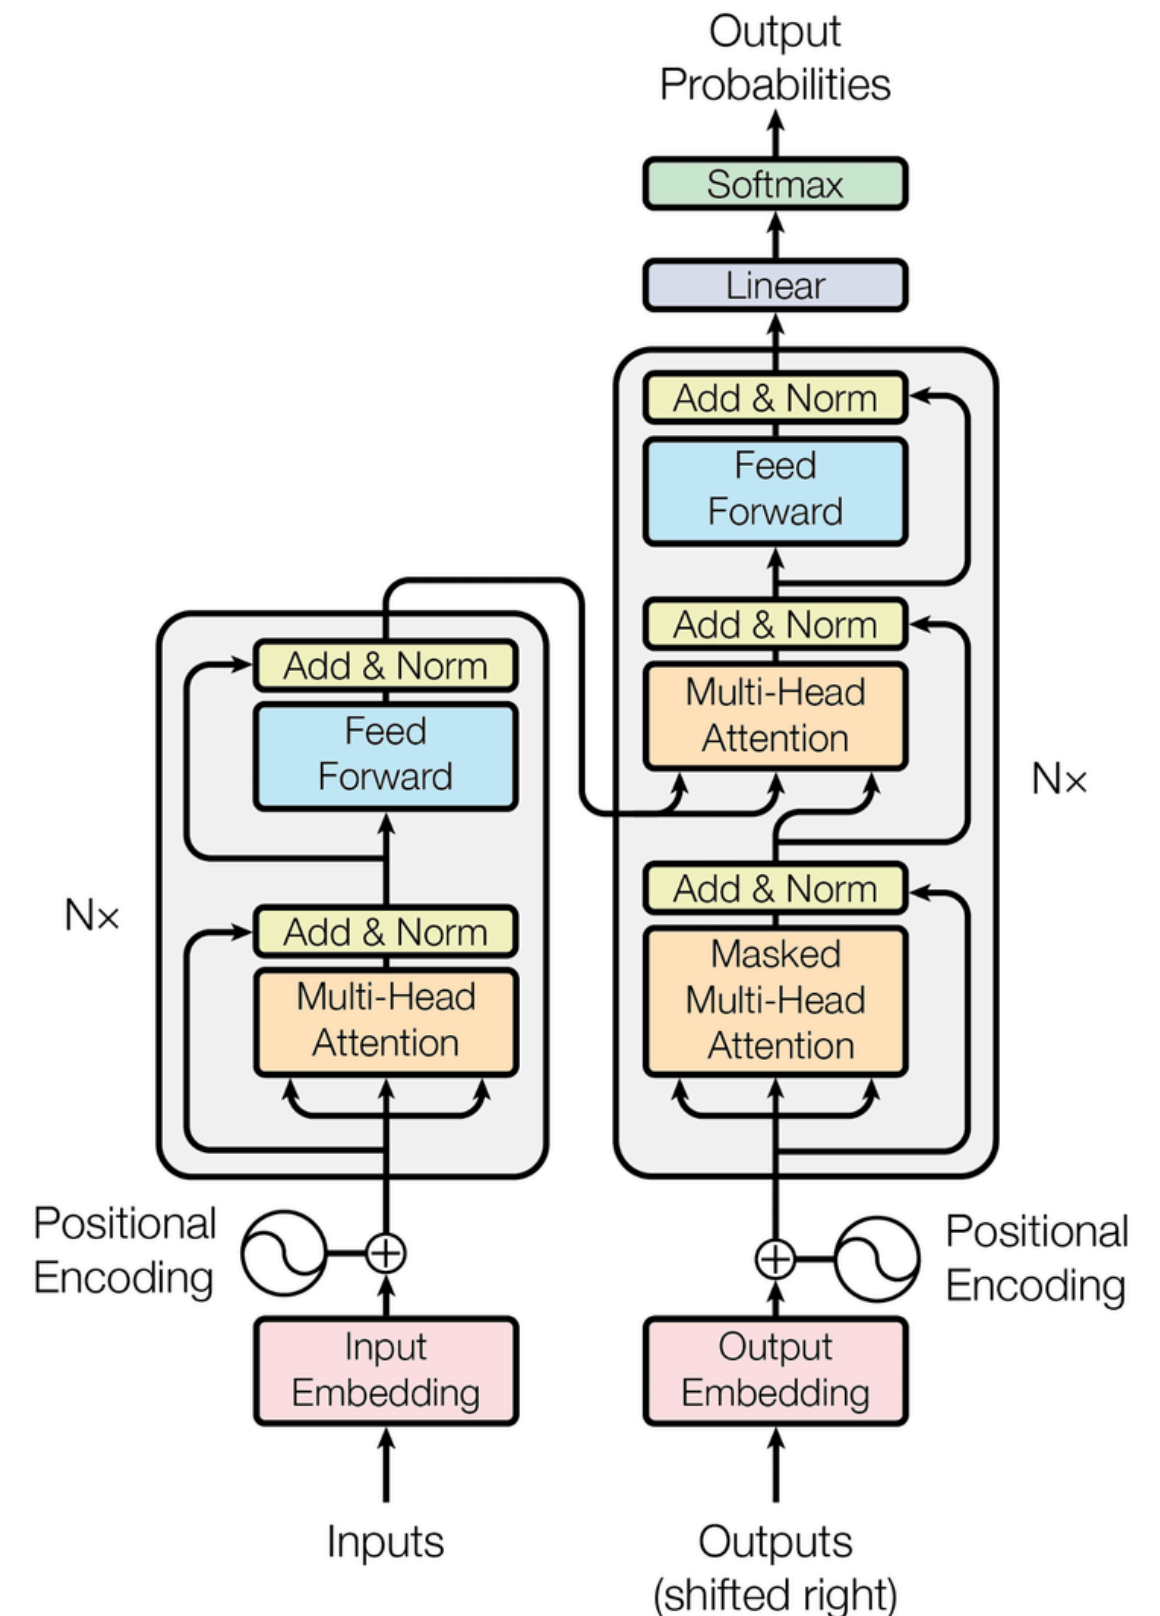 Output
Probabilities
Softmax
Linear
Add & Norm
Feed
Forward
Add & Norm
Multi-Head
Attention
Nx
Add & Norm
Masked
Multi-Head
Attention
Add & Norm
Feed
Forward
N×
Add & Norm
Multi-Head
Attention
Positional
Encoding
Positional
Encoding
Input
Embedding
Output
Embedding
Inputs
Outputs
(shifted right)